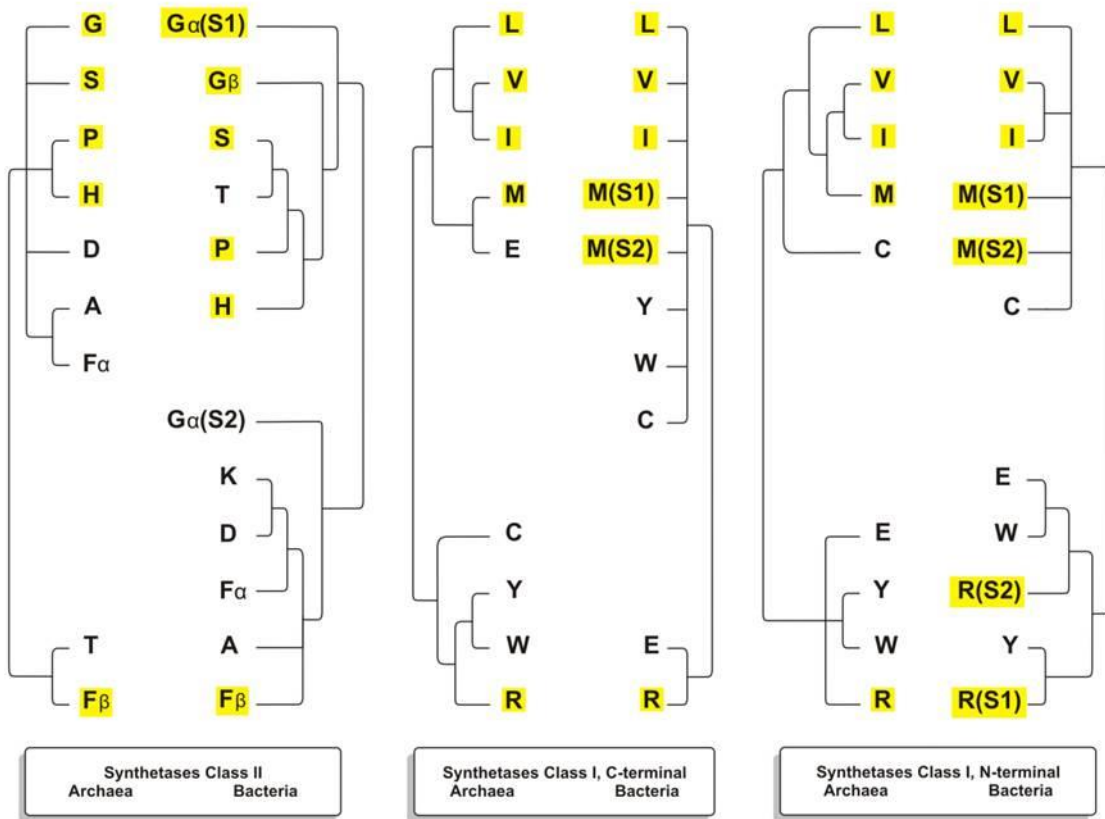 G Gα(S1) L L L L
S Gβ V V V V
P S I I I I
H T M M(S1) M M(S1)
D P E M(S2) C M(S2)
A H Y C
Fα W
Gα(S2) C
K E
D C E W
Fα Y Y R(S2)
T A W E W Y
Fβ Fβ R R R R(S1)
Synthetases Class II
Archaea Bacteria
Synthetases Class I, C-terminal
Archaea Bacteria
Synthetases Class I, N-terminal
Archaea Bacteria